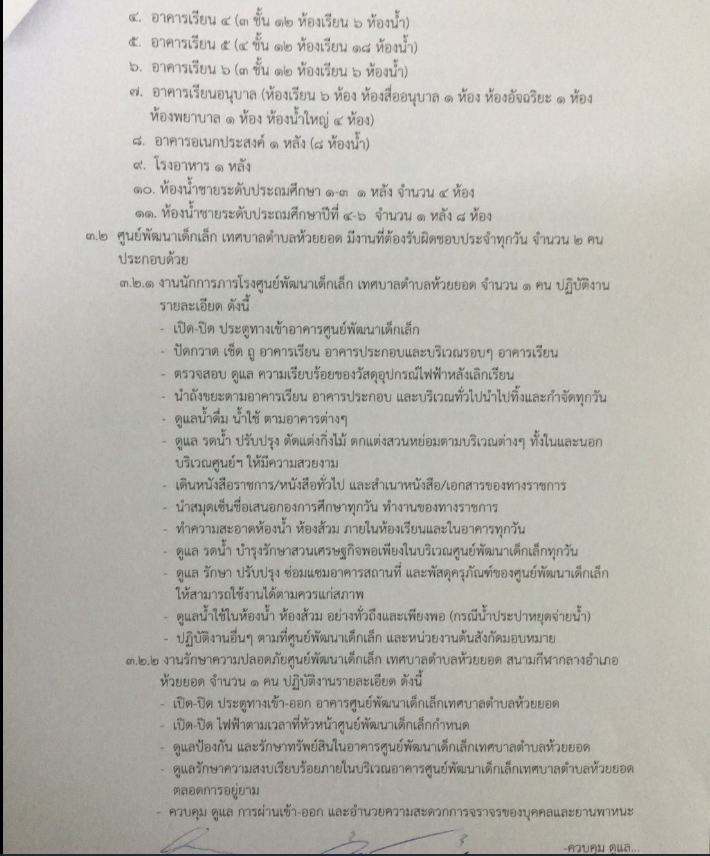 ๔. อาคารเรียน ๔ (๓ ชั้น ๑๒ ห้องเรียน ๖ ห้องน้ำ)
๕. อาคารเรียน ๕ (๔ ชั้น ๑๒ ห้องเรียน ๑๘ ห้องน้ำ)
๖. อาคารเรียน ๖ (๓ ชั้น ๑๒ ห้องเรียน ๖ ห้องน้ำ)
๗. อาคารเรียนอนุบาล (ห้องเรียน ๖ ห้อง ห้องสื่ออนุบาล ๑ ห้อง ห้องอัจฉริยะ ๑ ห้อง
ห้องพยาบาล ๑ ห้อง ห้องน้ำใหญ่ ๔ ห้อง)
๘. อาคารอเนกประสงค์ ๑ หลัง (๘ ห้องน้ำ)
๙. โรงอาหาร ๑ หลัง
๑๐. ห้องน้ำชายระดับประถมศึกษา ๑-๓ ๑ หลัง จำนวน ๔ ห้อง
๑๑. ห้องน้ำชายระดับประถมศึกษาปีที่ ๔-๖ จำนวน ๑ หลัง ๘ ห้อง
๓.๒ ศูนย์พัฒนาเด็กเล็ก เทศบาลตำบลห้วยยอด มีงานที่ต้องรับผิดชอบประจำทุกวัน จำนวน ๒ คน
ประกอบด้วย
๓.๒.๑ งานนักการภารโรงศูนย์พัฒนาเด็กเล็ก เทศบาลตำบลห้วยยอด จำนวน ๑ คน ปฏิบัติงาน
รายละเอียด ดังนี้
- เปิด-ปิด ประตูทางเข้าอาคารศูนย์พัฒนาเด็กเล็ก
- ปัดกวาด เช็ด ถู อาคารเรียน อาคารประกอบและบริเวณรอบๆ อาคารเรียน
- ตรวจสอบ ดูแล ความเรียบร้อยของวัสดุอุปกรณ์ไฟฟ้าหลังเลิกเรียน
- นำถังขยะตามอาคารเรียน อาคารประกอบ และบริเวณทั่วไปนำไปทิ้งและกำจัดทุกวัน
- ดูแลน้ำดื่ม น้ำใช้ ตามอาคารต่างๆ
- ดูแล รดน้ำ ปรับปรุง ตัดแต่งกิ่งไม้ ตกแต่งสวนหย่อมตามบริเวณต่างๆ ทั้งในและนอก
บริเวณศูนย์ฯ ให้มีความสวยงาม
- เดินหนังสือราชการ/หนังสือทั่วไป และสำเนาหนังสือ/เอกสารของทางราชการ
- นำสมุดเซ็นชื่อเสนอกองการศึกษาทุกวัน ทำงานของทางราชการ
- ทำความสะอาดห้องน้ำ ห้องส้วม ภายในห้องเรียนและในอาคารทุกวัน
- ดูแล รดน้ำ บำรุงรักษาสวนเศรษฐกิจพอเพียงในบริเวณศูนย์พัฒนาเด็กเล็กทุกวัน
- ดูแล รักษา ปรับปรุง ซ่อมแซมอาคารสถานที่ และพัสดุครุภัณฑ์ของศูนย์พัฒนาเด็กเล็ก
ให้สามารถใช้งานได้ตามควรแก่สภาพ
- ดูแลน้ำใช้ในห้องน้ำ ห้องส้วม อย่างทั่วถึงและเพียงพอ (กรณีน้ำประปาหยุดจ่ายน้ำ)
- ปฏิบัติงานอื่นๆ ตามที่ศูนย์พัฒนาเด็กเล็ก และหน่วยงานต้นสังกัดมอบหมาย
๓.๒.๒ งานรักษาความปลอดภัยศูนย์พัฒนาเด็กเล็ก เทศบาลตำบลห้วยยอด สนามกีฬากลางอำเภอ
ห้วยยอด จำนวน ๑ คน ปฏิบัติงานรายละเอียด ดังนี้
- เปิด-ปิด ประตูทางเข้า-ออก อาคารศูนย์พัฒนาเด็กเล็กเทศบาลตำบลห้วยยอด
- เปิด-ปิด ไฟฟ้าตามเวลาที่หัวหน้าศูนย์พัฒนาเด็กเล็กกำหนด
- ดูแลป้องกัน และรักษาทรัพย์สินในอาคารศูนย์พัฒนาเด็กเล็กเทศบาลตำบลห้วยยอด
- ดูแลรักษาความสงบเรียบร้อยภายในบริเวณอาคารศูนย์พัฒนาเด็กเล็กเทศบาลตำบลห้วยยอด
ตลอดการอยู่ยาม
- ควบคุม ดูแล การผ่านเข้า-ออก และอำนวยความสะดวกการจราจรของบุคคลและยานพาหนะ
-ควบคุม ดูแล...